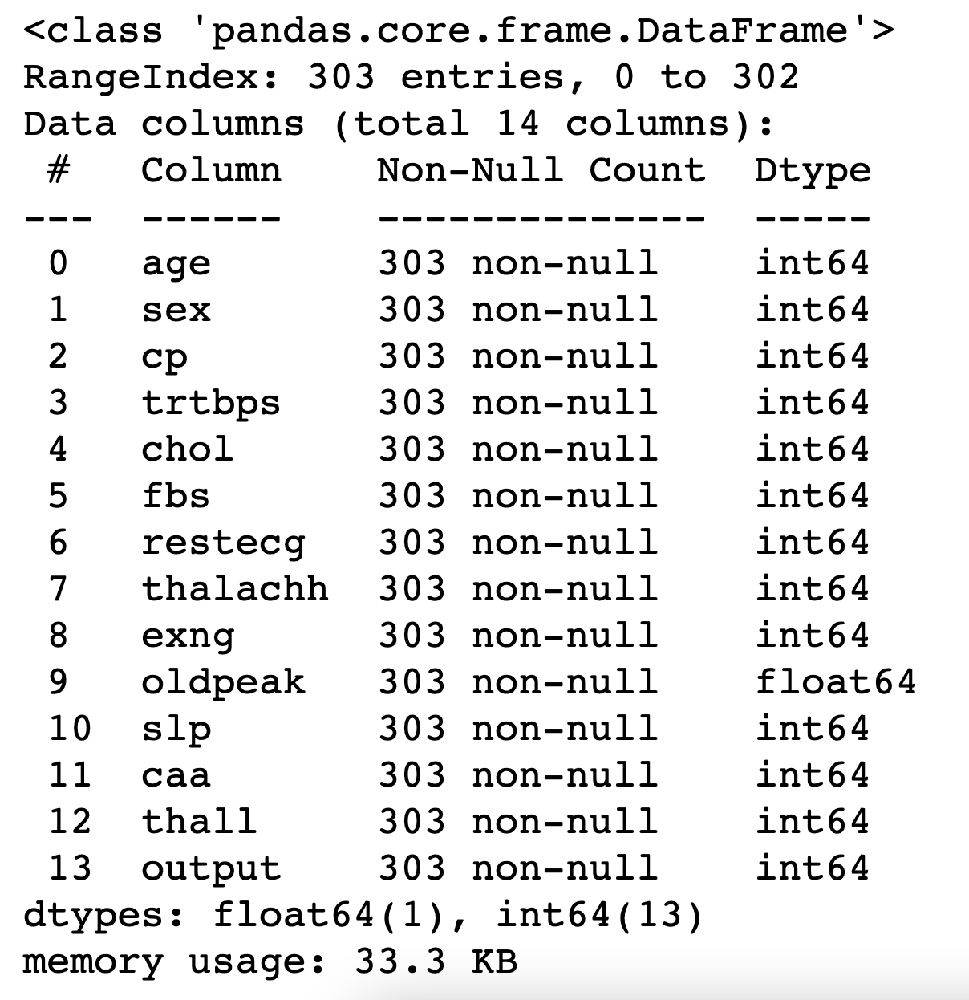 <class 'pandas.core.frame.DataFrame'>
RangeIndex: 303 entries, 0 to 302
Data columns (total 14 columns):
 #   Column    Non-Null Count  Dtype
---  ------    --------------  -----
 0   age       303 non-null    int64
 1   sex       303 non-null    int64
 2   cp        303 non-null    int64
 3   trtbps    303 non-null    int64
 4   chol      303 non-null    int64
 5   fbs       303 non-null    int64
 6   restecg   303 non-null    int64
 7   thalachh  303 non-null    int64
 8   exng      303 non-null    int64
 9   oldpeak   303 non-null    float64
 10  slp       303 non-null    int64
 11  caa       303 non-null    int64
 12  thall     303 non-null    int64
 13  output    303 non-null    int64
dtypes: float64(1), int64(13)
memory usage: 33.3 KB